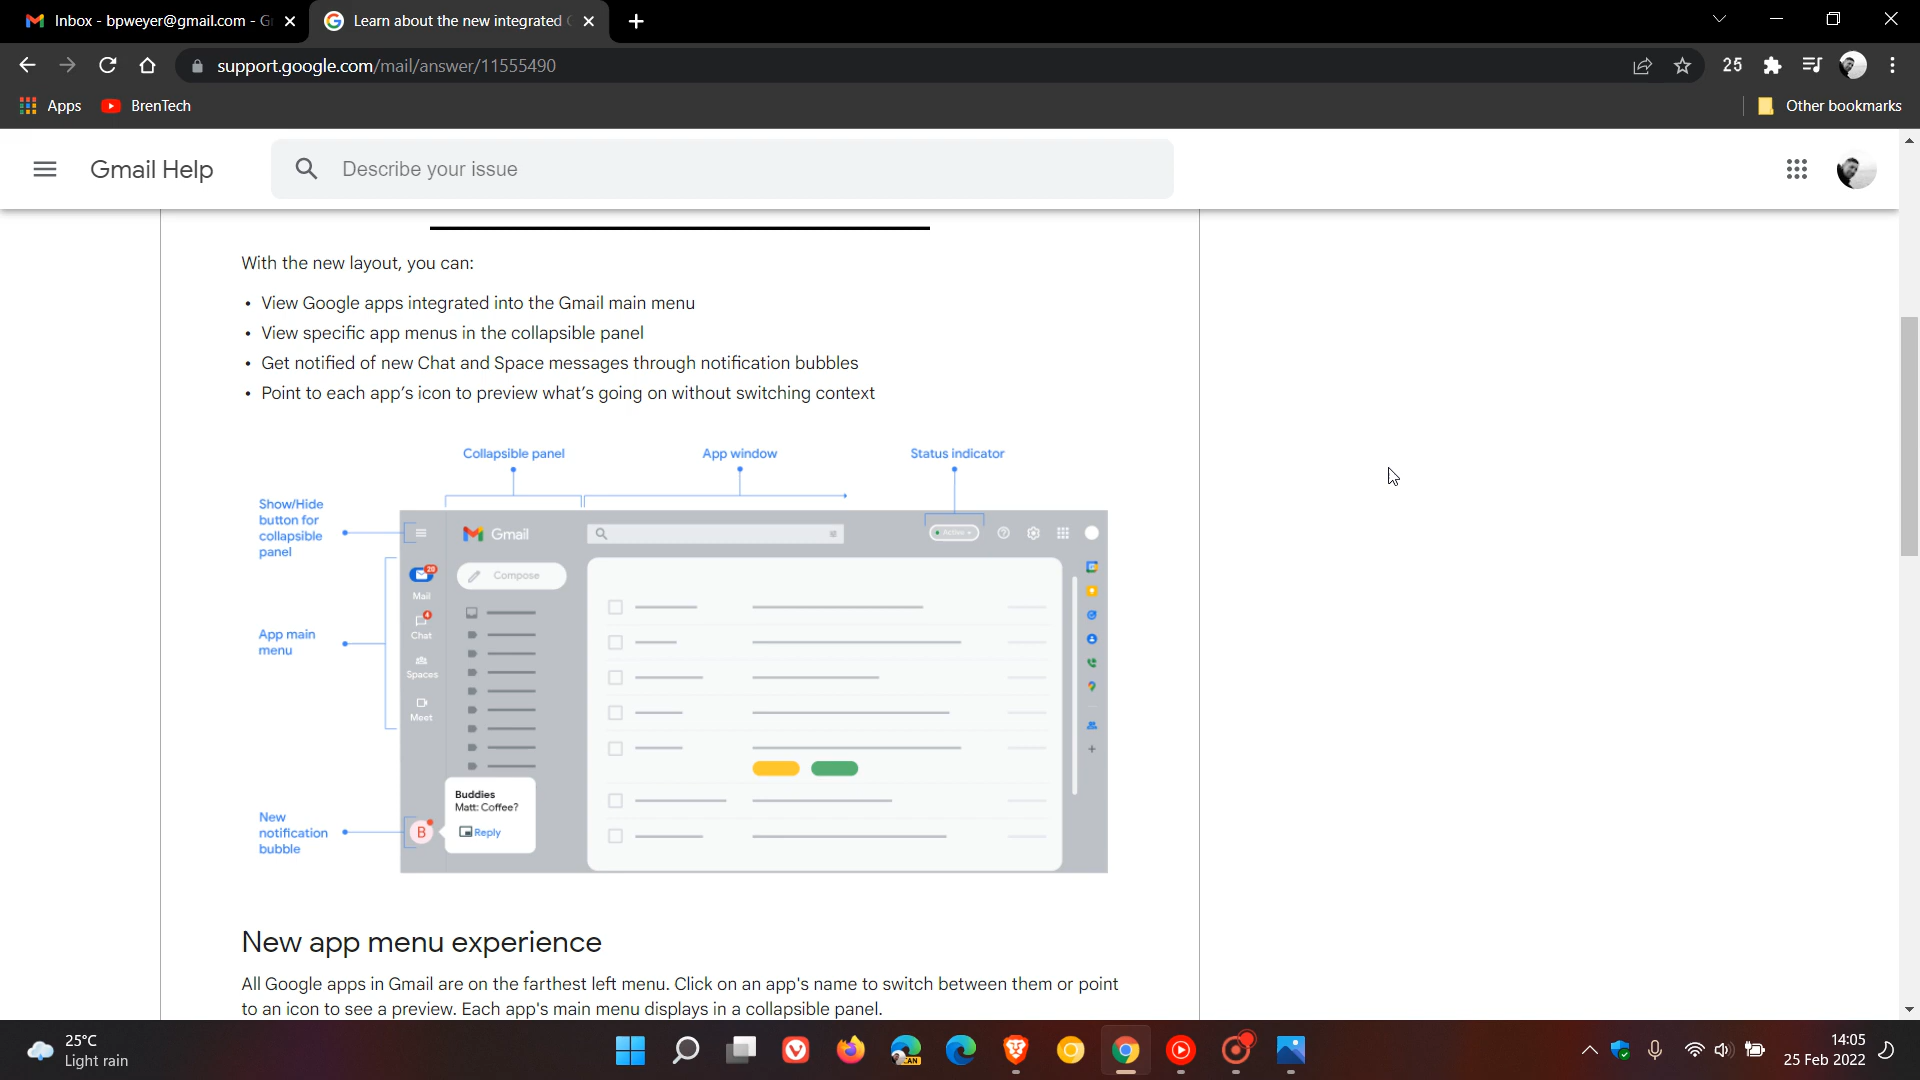 Inbox - bpweyer@gmail.com - G
Learn about the new integrated
support.google.com/mail/answer/11555490
25
Apps
BrenTech
Other bookmarks
Gmail Help
Describe your issue
With the new layout, you can:
• View Google apps integrated into the Gmail main menu
• View specific app menus in the collapsible panel
• Get notified of new Chat and Space messages through notification bubbles
• Point to each app's icon to preview what's going on without switching context
Collapsible panel
App window
Status indicator
Show/Hide
button for
collapsible
panel
Gmail
Active
20
Mail
Compose
4
Chat
App main
menu
Spaces
Meet
Buddies
Matt: Coffee?
Reply
New
notification
bubble
B
New app menu experience
All Google apps in Gmail are on the farthest left menu. Click on an app's name to switch between them or point
to an icon to see a preview. Each app's main menu displays in a collapsible panel.
25°C
Light rain
CAN
14:05
25 Feb 2022